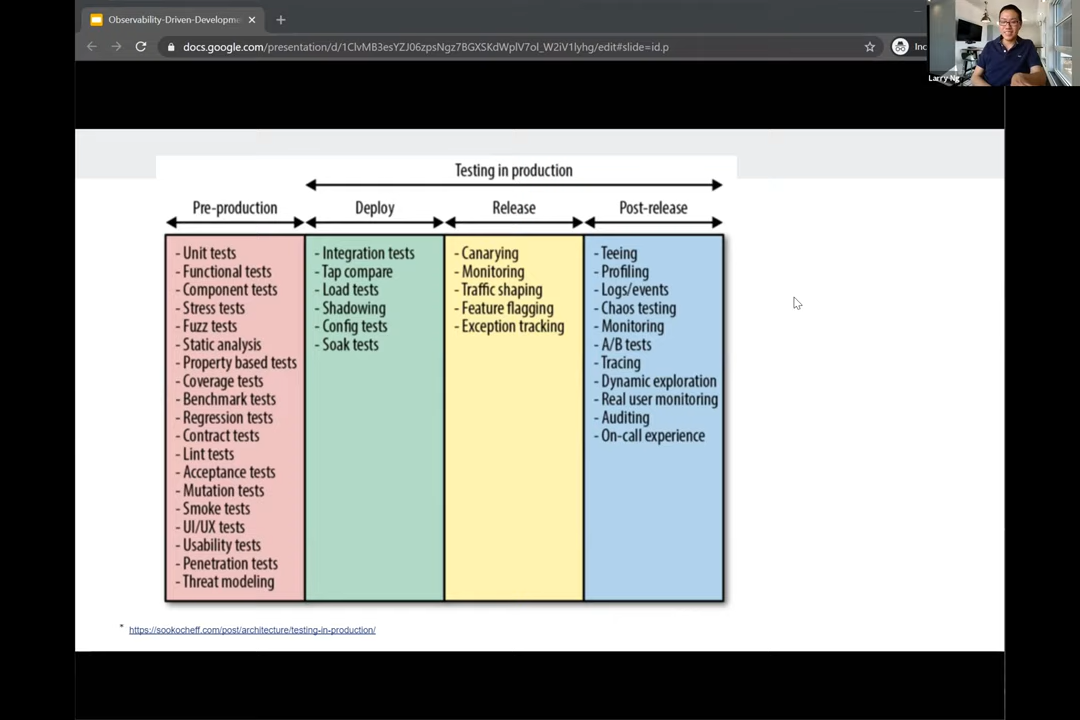 Observability-Driven-Developme
docs.google.com/presentation/d/1ClvMB3esYZJ06zpsNgz7BGXSKdWplV7ol_W2iV1lyhg/edit#slide=id.p
Inc
Larry Ng
Testing in production
Pre-production
Deploy
Release
Post-release
- Unit tests
- Functional tests
- Component tests
- Stress tests
- Fuzz tests
- Static analysis
- Property based tests
- Coverage tests
- Benchmark tests
- Regression tests
- Contract tests
- Lint tests
- Acceptance tests
- Mutation tests
- Smoke tests
- UI/UX tests
- Usability tests
- Penetration tests
- Threat modeling
- Integration tests
- Tap compare
- Load tests
- Shadowing
- Config tests
- Soak tests
- Canarying
- Monitoring
- Traffic shaping
- Feature flagging
- Exception tracking
- Teeing
- Profiling
- Logs/events
- Chaos testing
- Monitoring
- A/B tests
- Tracing
- Dynamic exploration
- Real user monitoring
- Auditing
- On-call experience
* https://sookocheff.com/post/architecture/testing-in-production/